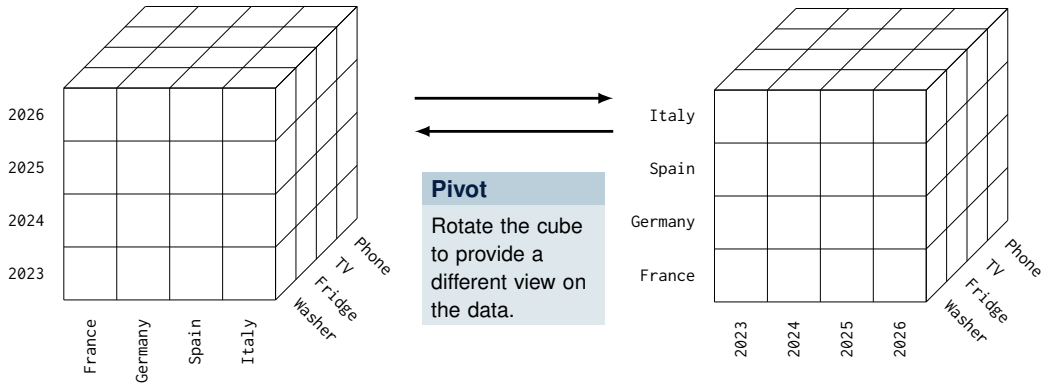 2026
2025
2024
2023
France
Germany
Spain
Italy
Washer
Fridge
TV
Phone
Pivot
Rotate the cube
to provide a
different view on
the data.
Italy
Spain
Germany
France
2023
2024
2025
2026
Washer
Fridge
TV
Phone